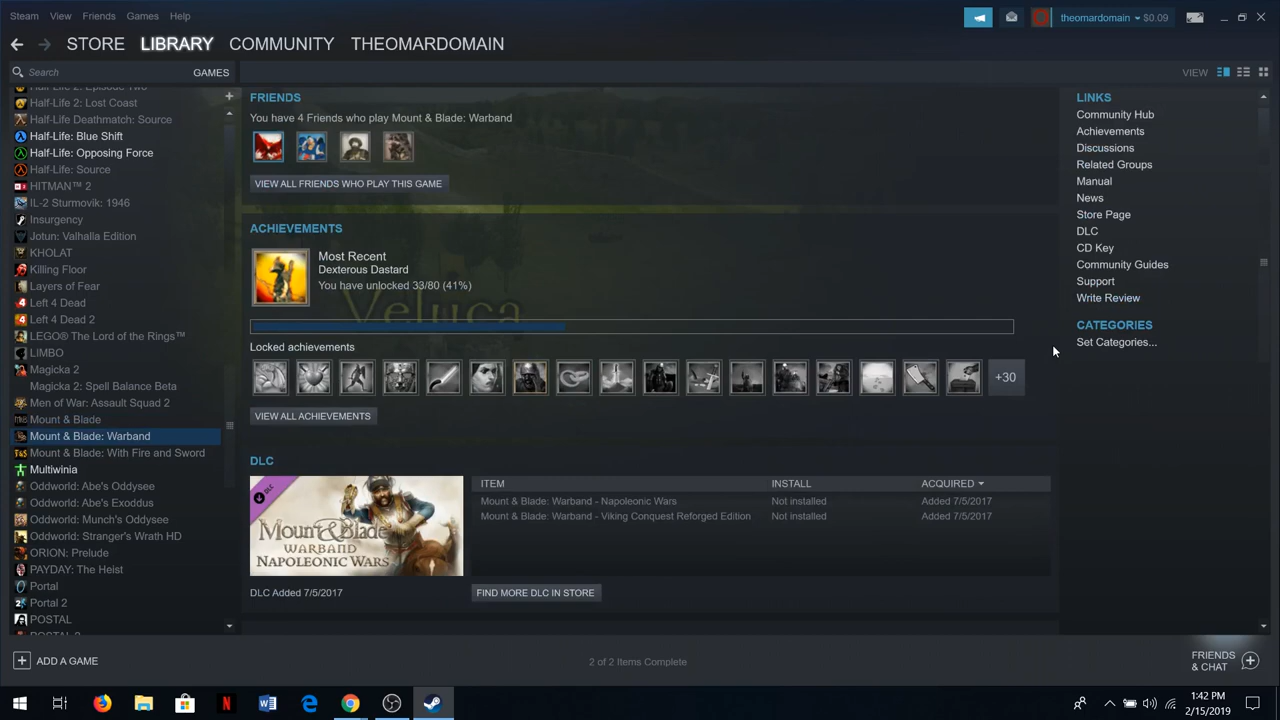 Steam View Friends Games Help
theomardomain $0.09
STORE LIBRARY COMMUNITY THEOMARDOMAIN
Search GAMES
VIEW
Half-Life 2: Episode Two
Half-Life 2: Lost Coast
Half-Life Deathmatch: Source
Half-Life: Blue Shift
Half-Life: Opposing Force
Half-Life: Source
HITMAN™ 2
IL-2 Sturmovik: 1946
Insurgency
Jotun: Valhalla Edition
KHOLAT
Killing Floor
Layers of Fear
Left 4 Dead
Left 4 Dead 2
LEGO® The Lord of the Rings™
LIMBO
Magicka 2
Magicka 2: Spell Balance Beta
Men of War: Assault Squad 2
Mount & Blade
Mount & Blade: Warband
Mount & Blade: With Fire and Sword
Multiwinia
Oddworld: Abe's Oddysee
Oddworld: Abe's Exoddus
Oddworld: Munch's Oddysee
Oddworld: Stranger's Wrath HD
ORION: Prelude
PAYDAY: The Heist
Portal
Portal 2
POSTAL
POSTAL 2
FRIENDS
You have 4 Friends who play Mount & Blade: Warband
VIEW ALL FRIENDS WHO PLAY THIS GAME
ACHIEVEMENTS
Most Recent
Dexterous Dastard
You have unlocked 33/80 (41%)
Veluca
Locked achievements
+30
VIEW ALL ACHIEVEMENTS
DLC
DLC
MOUNT & BLADE
WARBAND
NAPOLEONIC WARS
DLC Added 7/5/2017
ITEM INSTALL ACQUIRED
Mount & Blade: Warband - Napoleonic Wars Not installed Added 7/5/2017
Mount & Blade: Warband - Viking Conquest Reforged Edition Not installed Added 7/5/2017
FIND MORE DLC IN STORE
LINKS
Community Hub
Achievements
Discussions
Related Groups
Manual
News
Store Page
DLC
CD Key
Community Guides
Support
Write Review
CATEGORIES
Set Categories...
ADD A GAME
2 of 2 Items Complete
FRIENDS
& CHAT
1:42 PM
2/15/2019